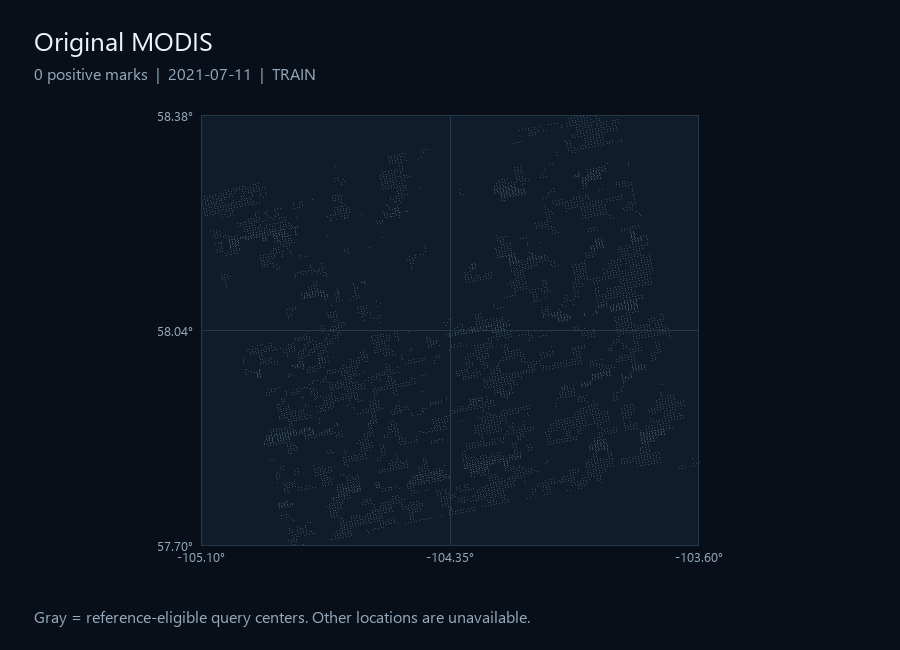 Original MODIS
0 positive marks | 2021-07-11 | TRAIN
58.38°
58.04°
57.70°
-105.10°
-104.35°
-103.60°
Gray = reference-eligible query centers. Other locations are unavailable.